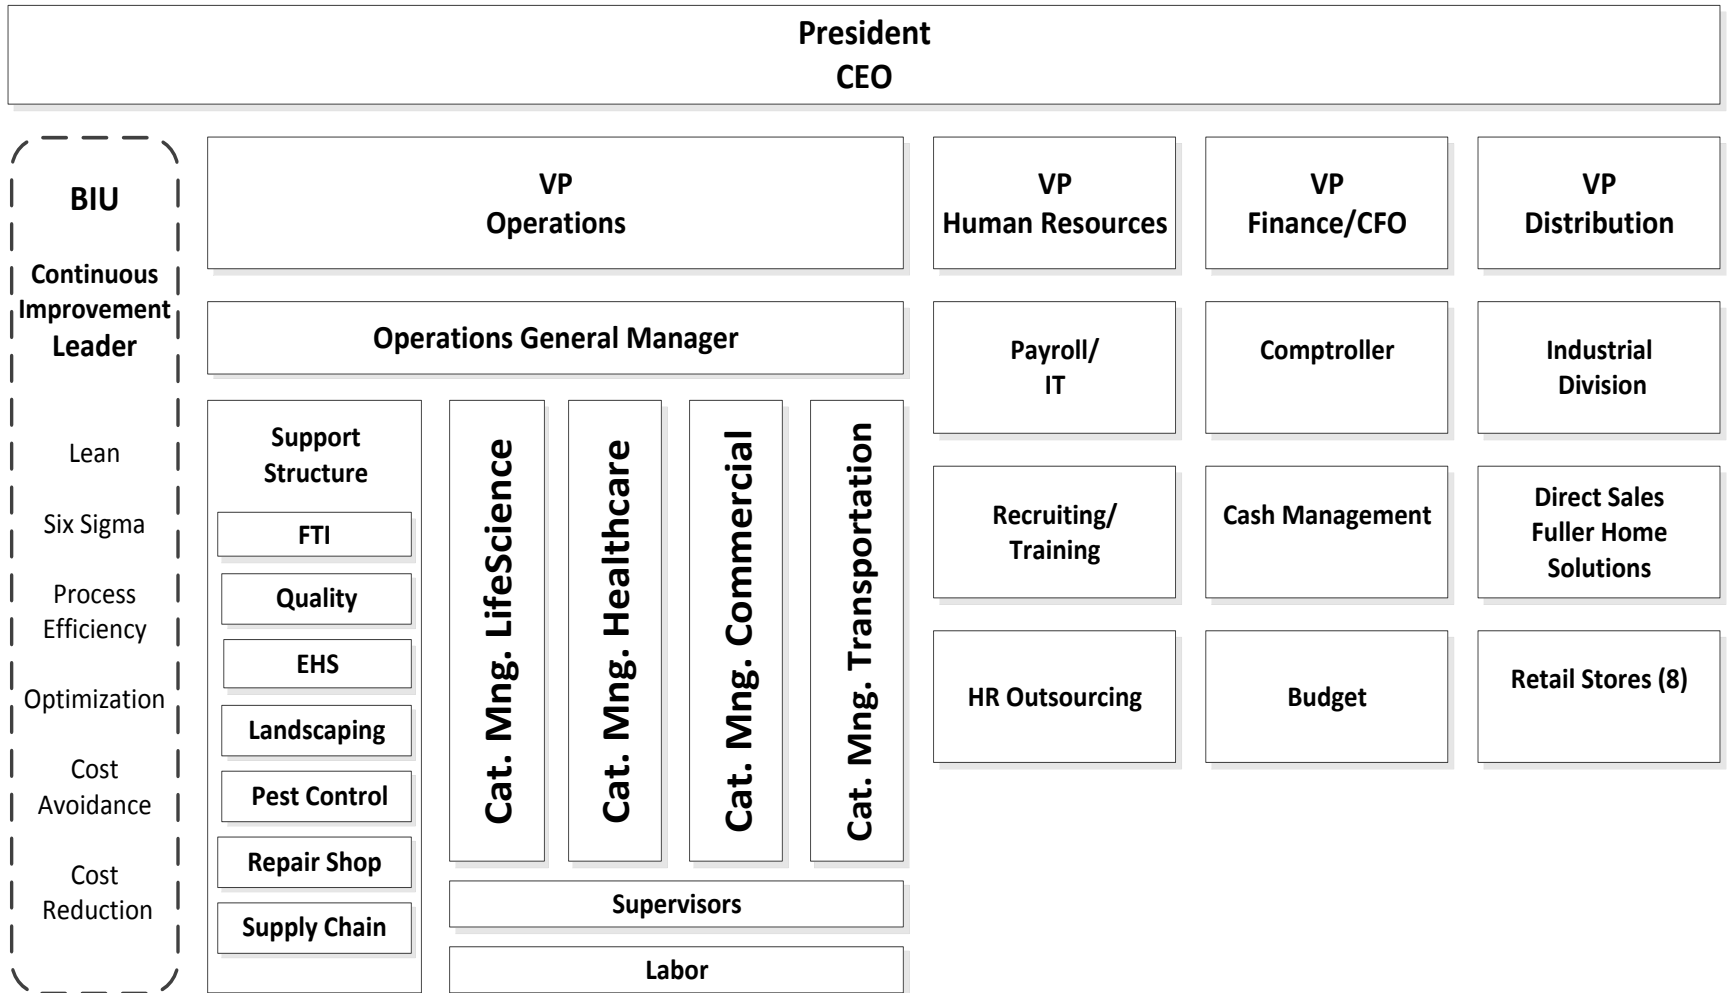 President
CEO
BIU
Continuous
Improvement
Leader
Lean
Six Sigma
Process
Efficiency
Optimization
Cost
Avoidance
Cost
Reduction
VP
Operations
Operations General Manager
Support
Structure
FTI
Quality
EHS
Landscaping
Pest Control
Repair Shop
Supply Chain
Cat. Mng. LifeScience
Cat. Mng. Healthcare
Cat. Mng. Commercial
Cat. Mng. Transportation
Supervisors
Labor
VP
Human Resources
Payroll/
IT
Recruiting/
Training
HR Outsourcing
VP
Finance/CFO
Comptroller
Cash Management
Budget
VP
Distribution
Industrial
Division
Direct Sales
Fuller Home
Solutions
Retail Stores (8)